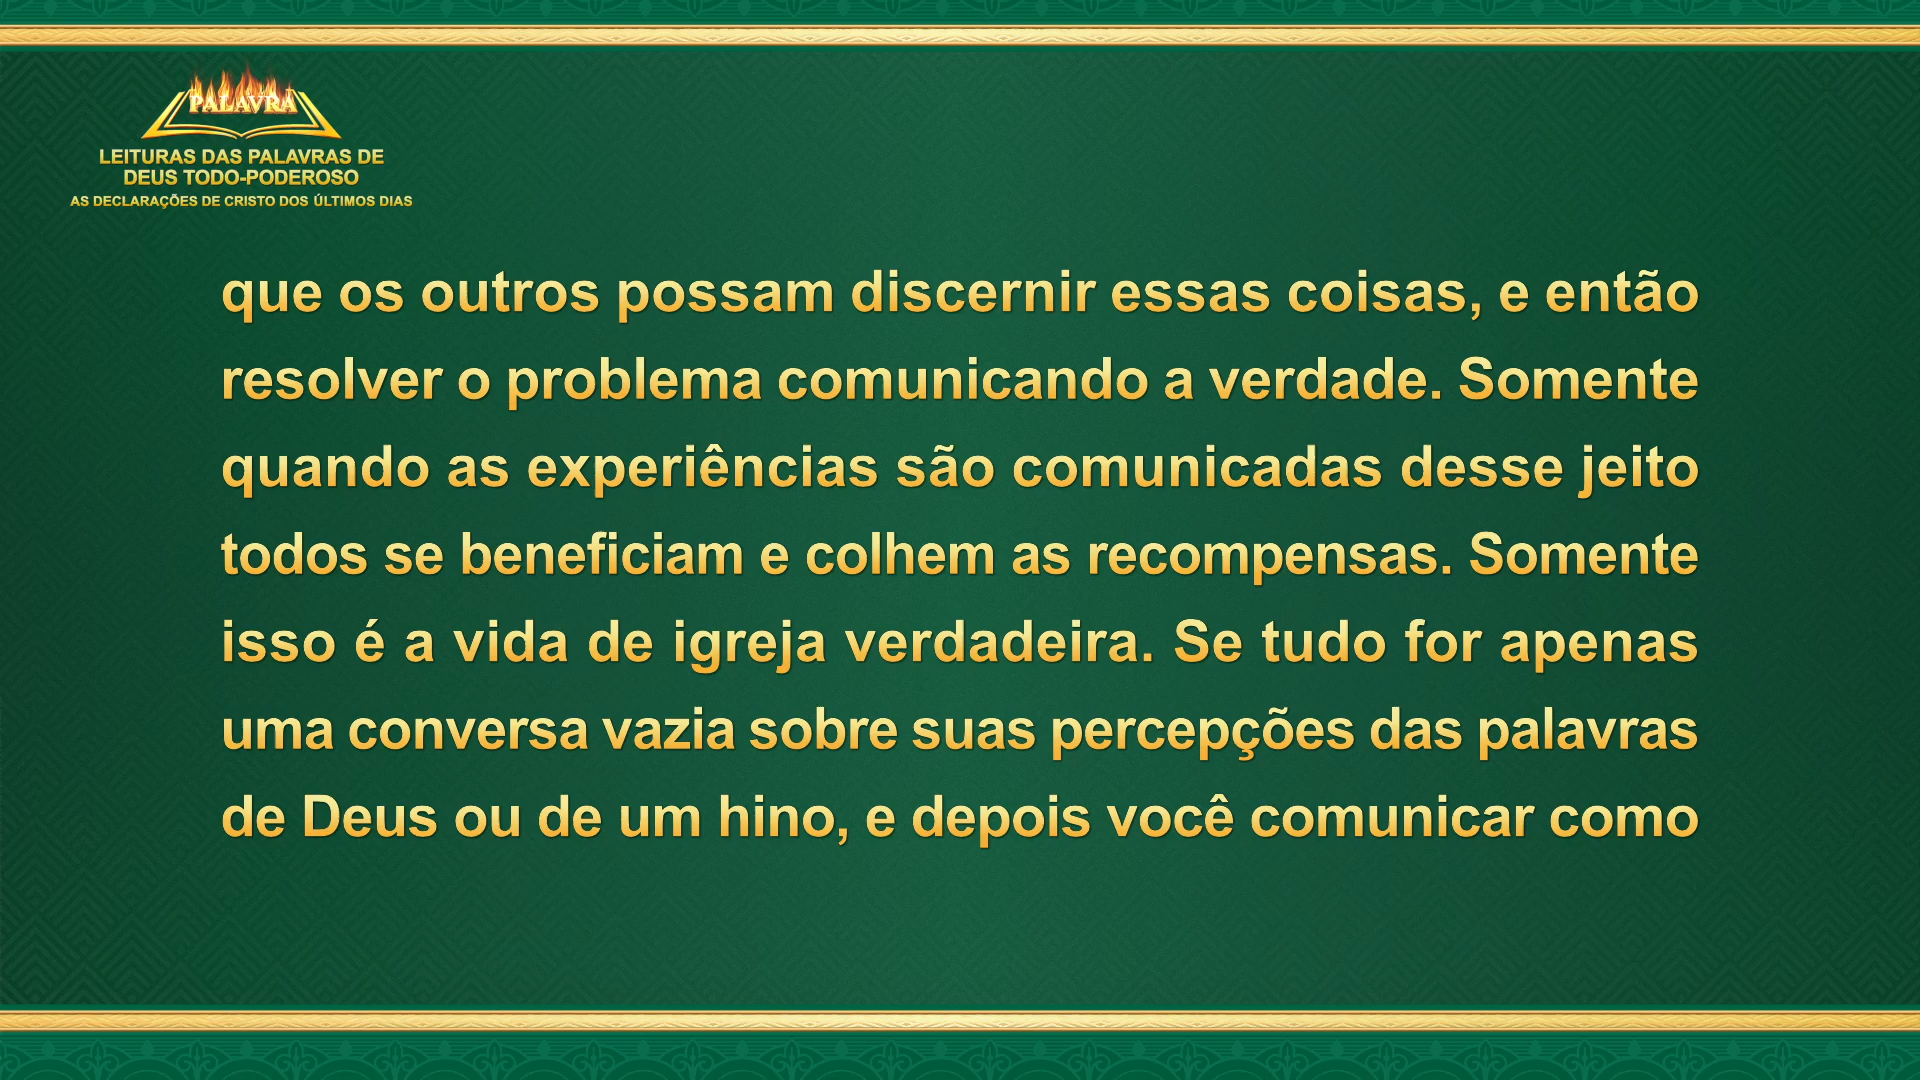 PALAVRA
LEITURAS DAS PALAVRAS DE
DEUS TODO-PODEROSO
AS DECLARAÇÕES DE CRISTO DOS ÚLTIMOS DIAS
que os outros possam discernir essas coisas, e então
resolver o problema comunicando a verdade. Somente
quando as experiências são comunicadas desse jeito
todos se beneficiam e colhem as recompensas. Somente
isso é a vida de igreja verdadeira. Se tudo for apenas
uma conversa vazia sobre suas percepções das palavras
de Deus ou de um hino, e depois você comunicar como